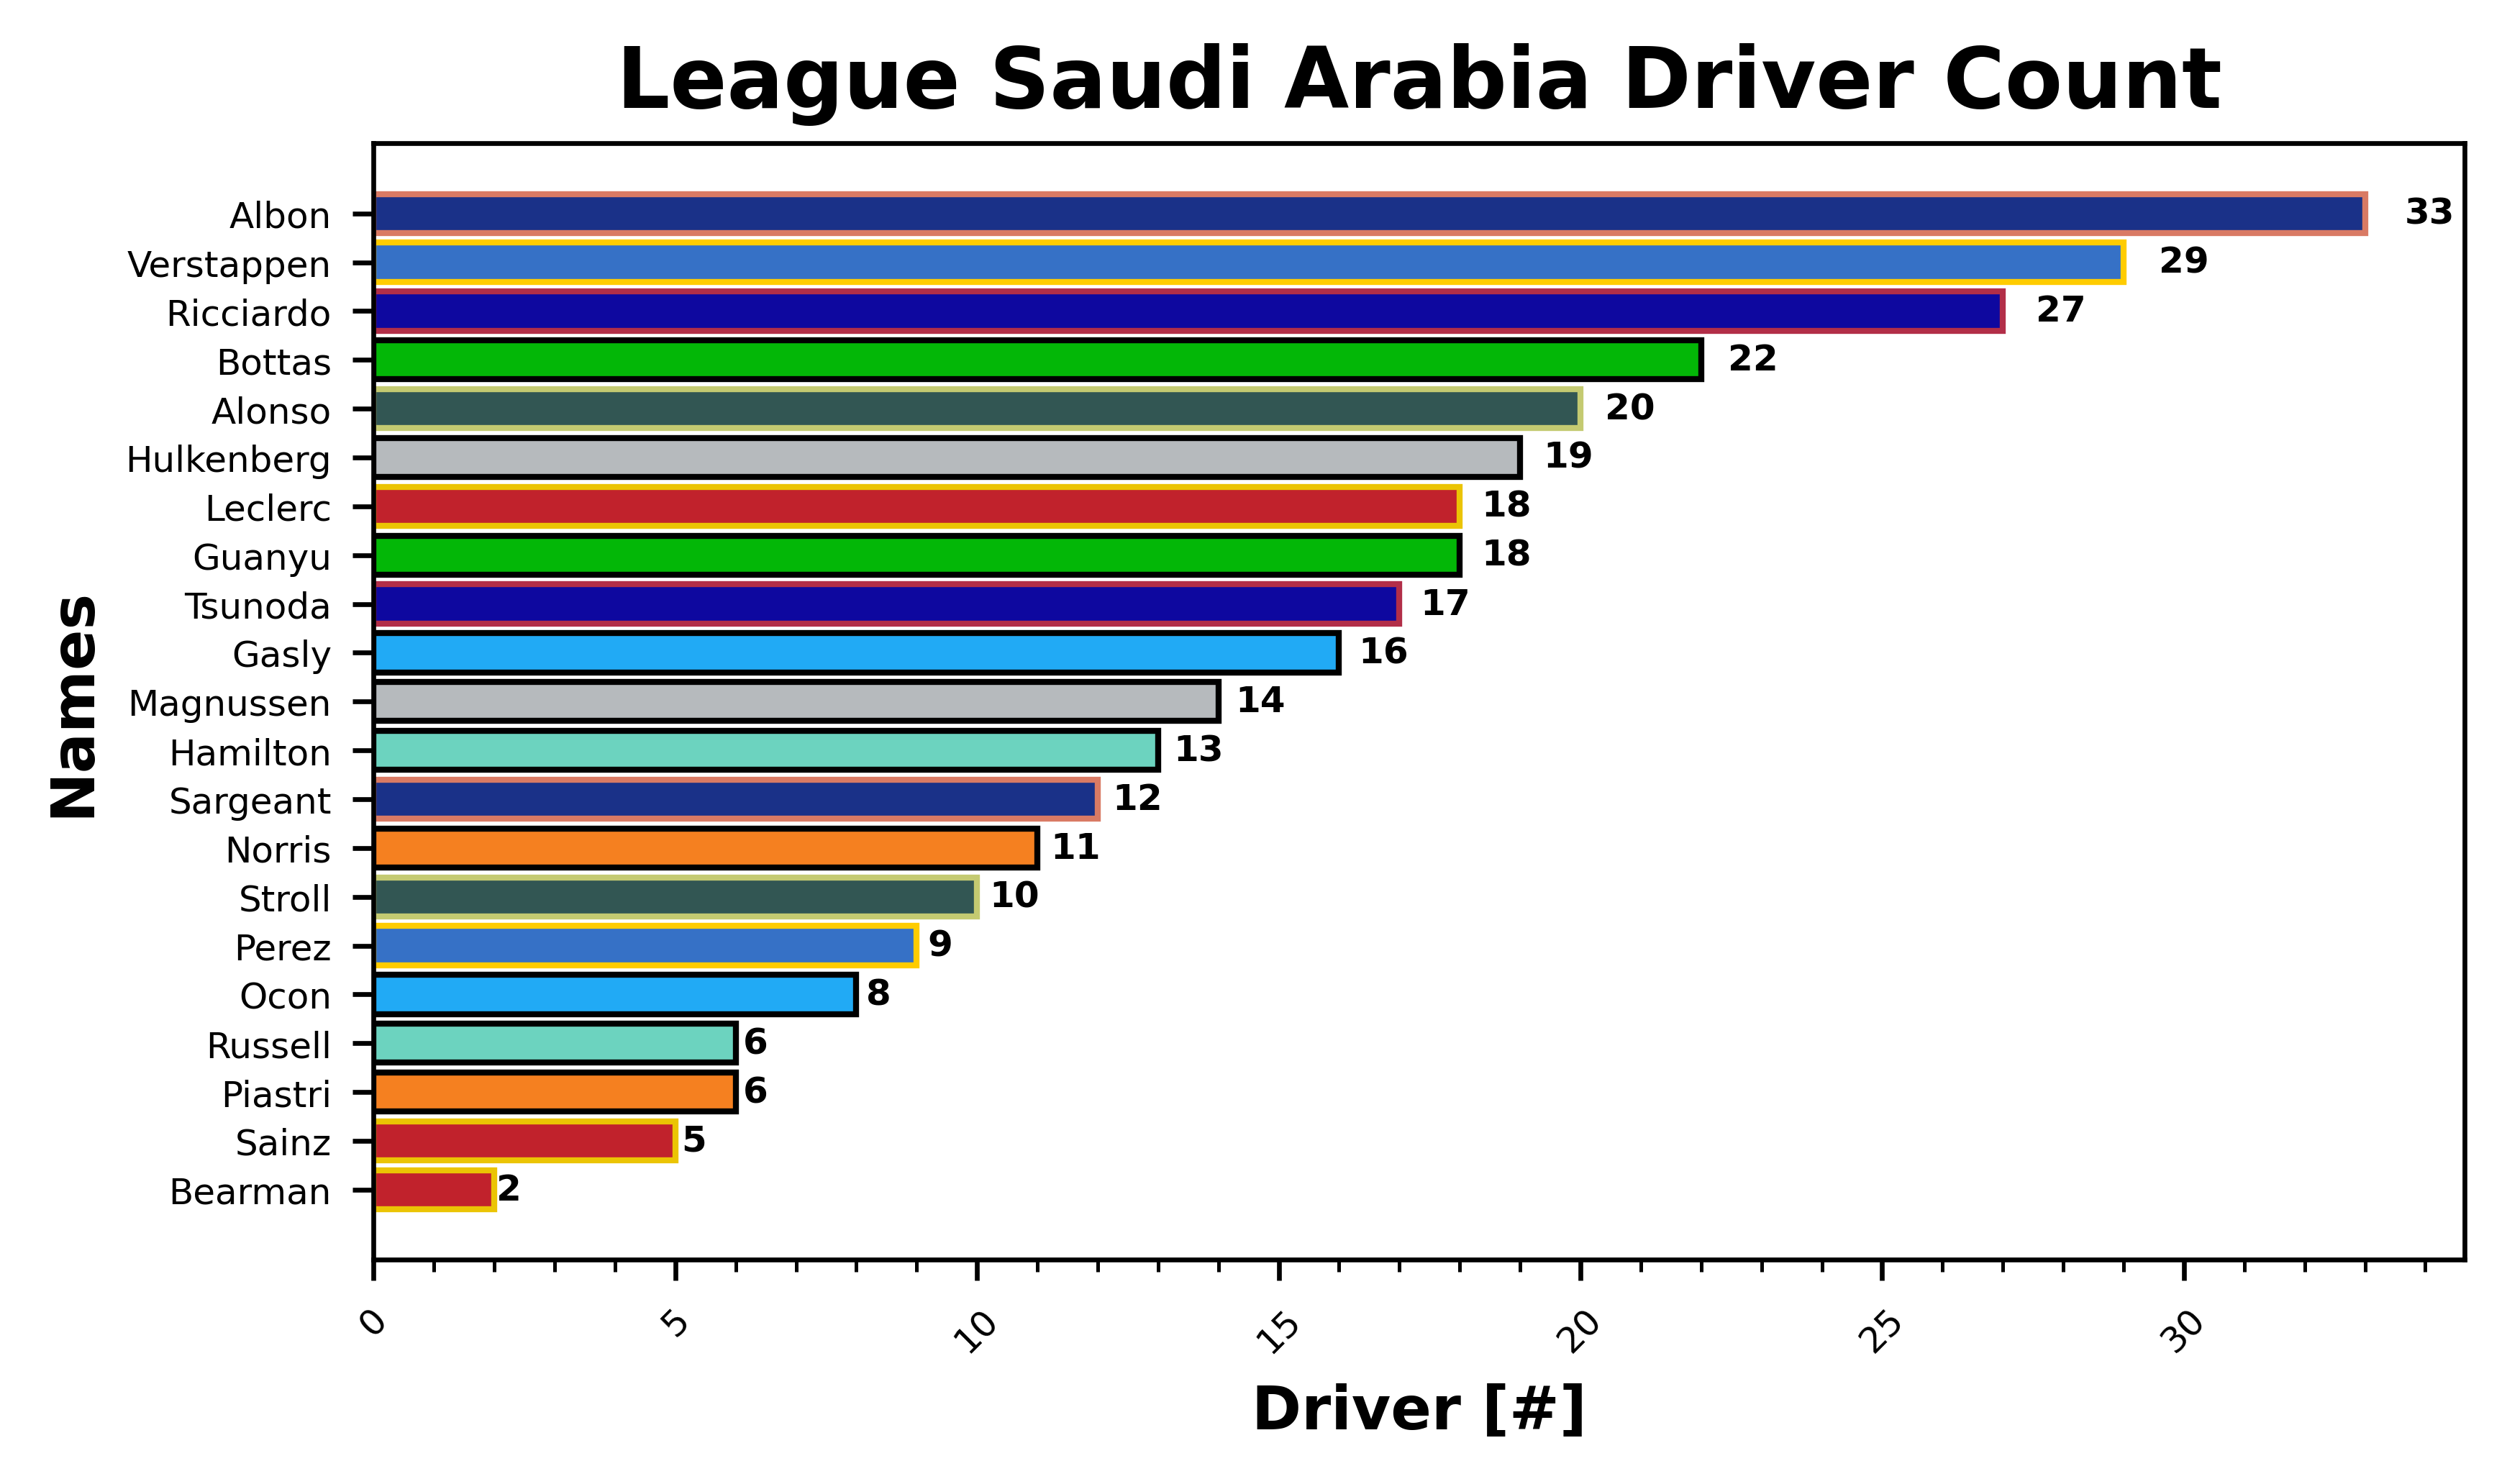 League Saudi Arabia Driver Count
Names
Albon 33
Verstappen 29
Ricciardo 27
Bottas 22
Alonso 20
Hulkenberg 19
Leclerc 18
Guanyu 18
Tsunoda 17
Gasly 16
Magnussen 14
Hamilton 13
Sargeant 12
Norris 11
Stroll 10
Perez 9
Ocon 8
Russell 6
Piastri 6
Sainz 5
Bearman 2
0 5 10 15 20 25 30
Driver [#]